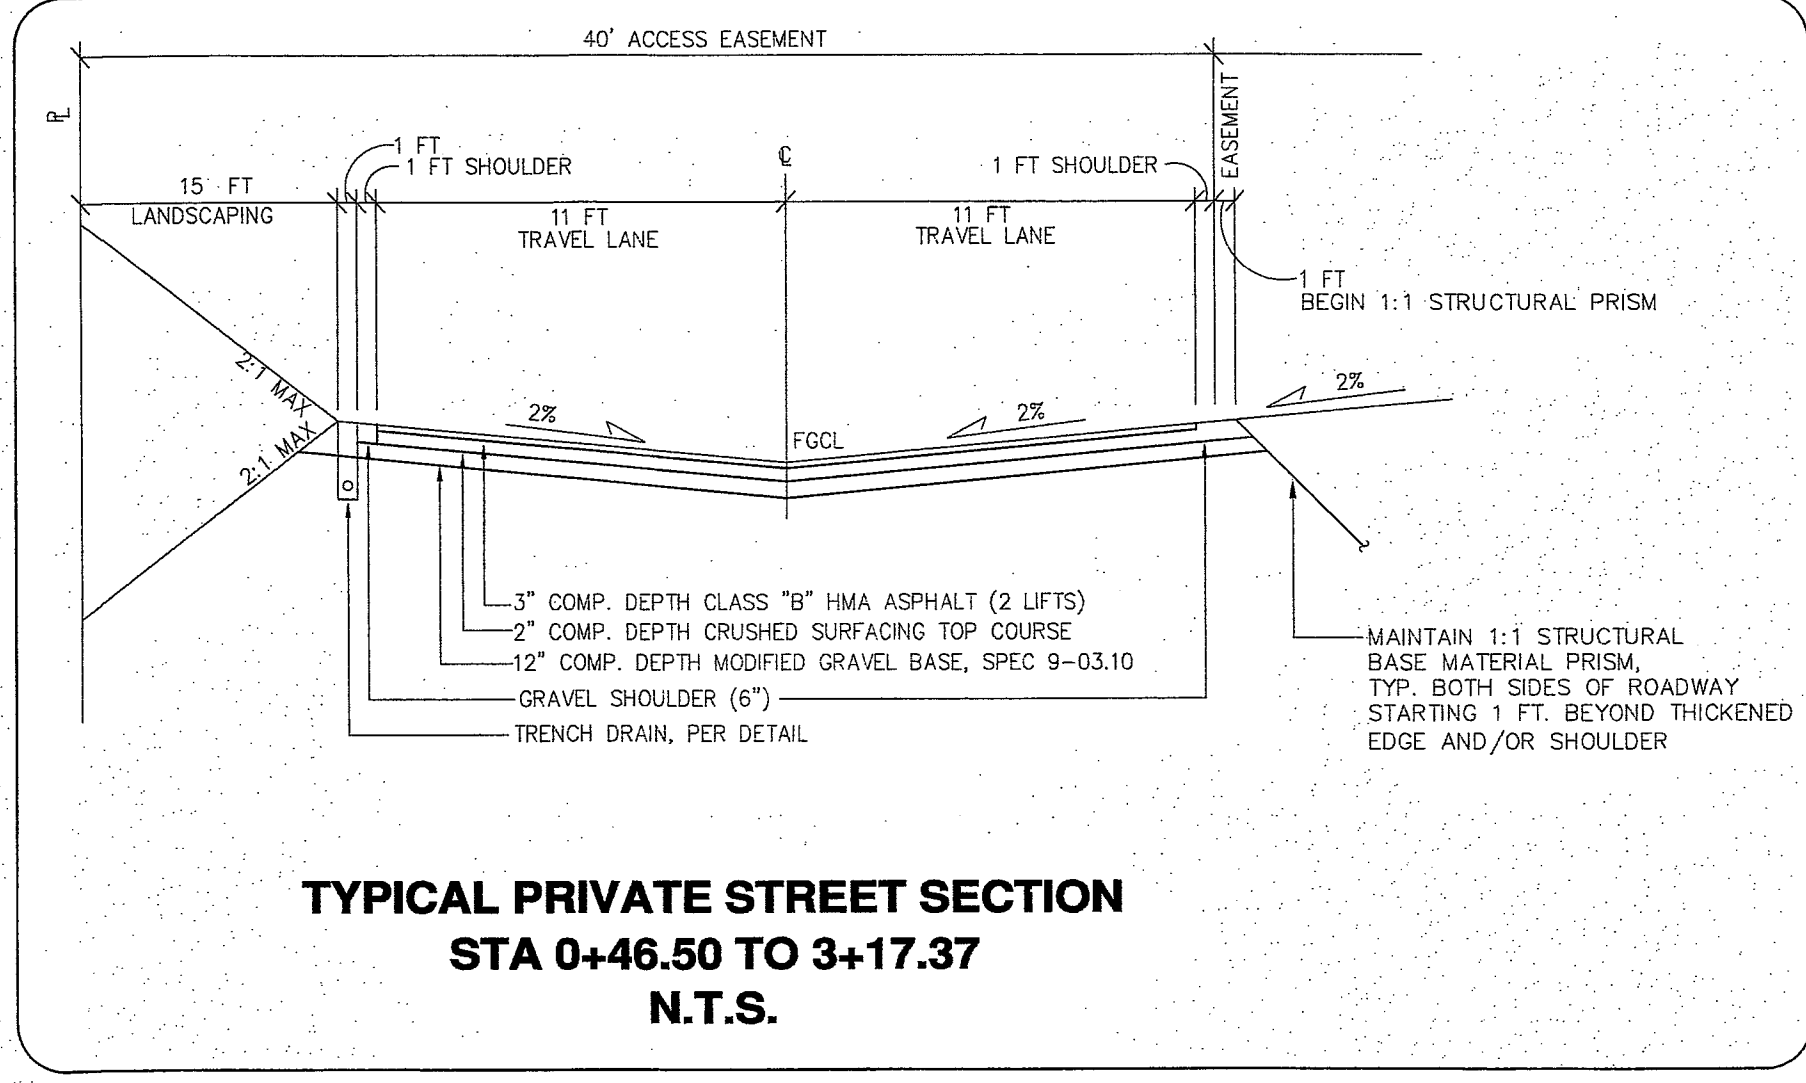 40' ACCESS EASEMENT
PL
EASEMENT
1 FT
1 FT SHOULDER
CL
1 FT SHOULDER
15 FT
LANDSCAPING
11 FT
TRAVEL LANE
11 FT
TRAVEL LANE
1 FT
BEGIN 1:1 STRUCTURAL PRISM
2:1 MAX
2:1 MAX
2%
2%
2%
FGCL
3" COMP. DEPTH CLASS "B" HMA ASPHALT (2 LIFTS)
2" COMP. DEPTH CRUSHED SURFACING TOP COURSE
12" COMP. DEPTH MODIFIED GRAVEL BASE, SPEC 9-03.10
GRAVEL SHOULDER (6")
TRENCH DRAIN, PER DETAIL
MAINTAIN 1:1 STRUCTURAL
BASE MATERIAL PRISM,
TYP. BOTH SIDES OF ROADWAY
STARTING 1 FT. BEYOND THICKENED
EDGE AND/OR SHOULDER
TYPICAL PRIVATE STREET SECTION
STA 0+46.50 TO 3+17.37
N.T.S.